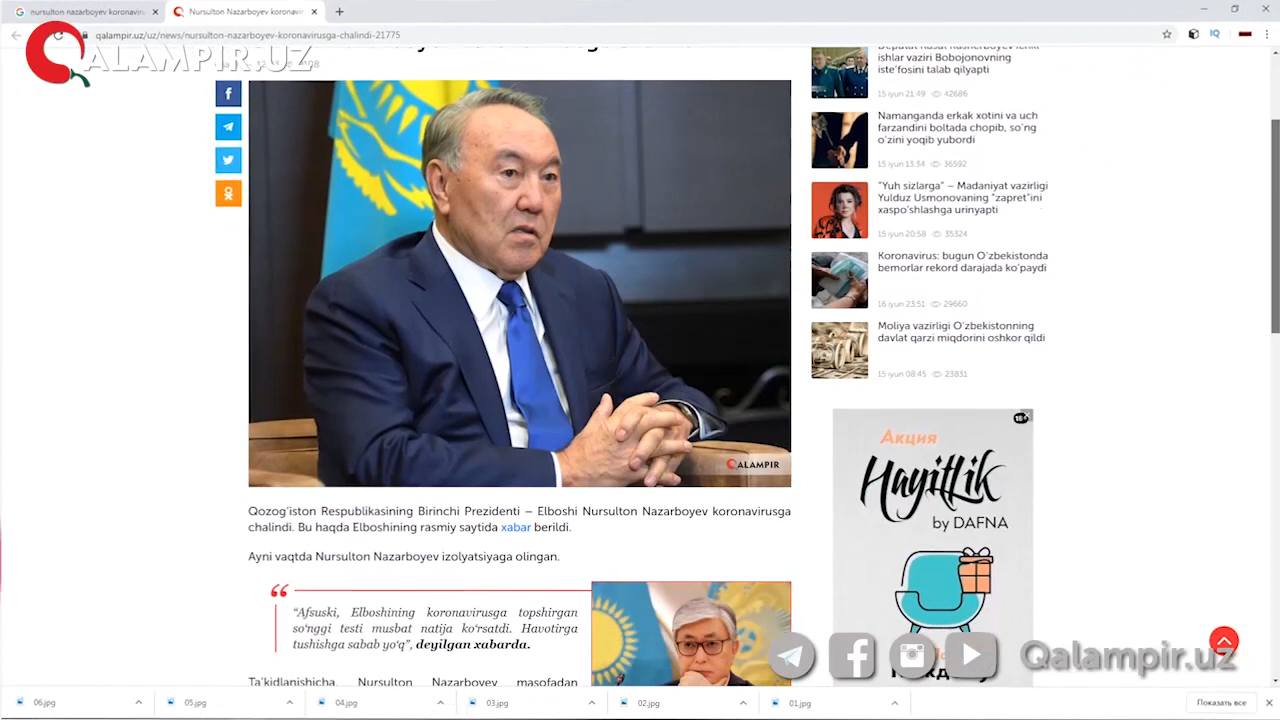 nursulton nazarboyev koronavirus
Nursulton Nazarboyev koronavir
qalampir.uz/uz/news/nursulton-nazarboyev-koronavirusga-chalindi-21775
QALAMPIR.UZ
ishlar vaziri Bobojonovning
iste'fosini talab qilyapti
15 iyun 21:49 42686
Namanganda erkak xotini va uch
farzandini boltada chopib, so'ng
o'zini yoqib yubordi
15 iyun 13:34 36592
"Yuh sizlarga" – Madaniyat vazirligi
Yulduz Usmonovaning "zapret"ini
xaspo'shlashga urinyapti
15 iyun 20:58 35324
Koronavirus: bugun O'zbekistonda
bemorlar rekord darajada ko'paydi
16 iyun 23:51 29660
Moliya vazirligi O'zbekistonning
davlat qarzi miqdorini oshkor qildi
15 iyun 08:45 23831
QALAMPIR
18+
Акция
Hayitlik
by DAFNA
Qozog'iston Respublikasining Birinchi Prezidenti – Elboshi Nursulton Nazarboyev koronavirusga
chalindi. Bu haqda Elboshining rasmiy saytida xabar berildi.
Ayni vaqtda Nursulton Nazarboyev izolyatsiyaga olingan.
"Afsuski, Elboshining koronavirusga topshirgan
so'nggi testi musbat natija ko'rsatdi. Havotirga
tushishga sabab yo'q", deyilgan xabarda.
Ta'kidlanishicha, Nursulton Nazarboyev masofadan
Qalampir.uz
06.jpg
05.jpg
04.jpg
03.jpg
02.jpg
01.jpg
Показать все